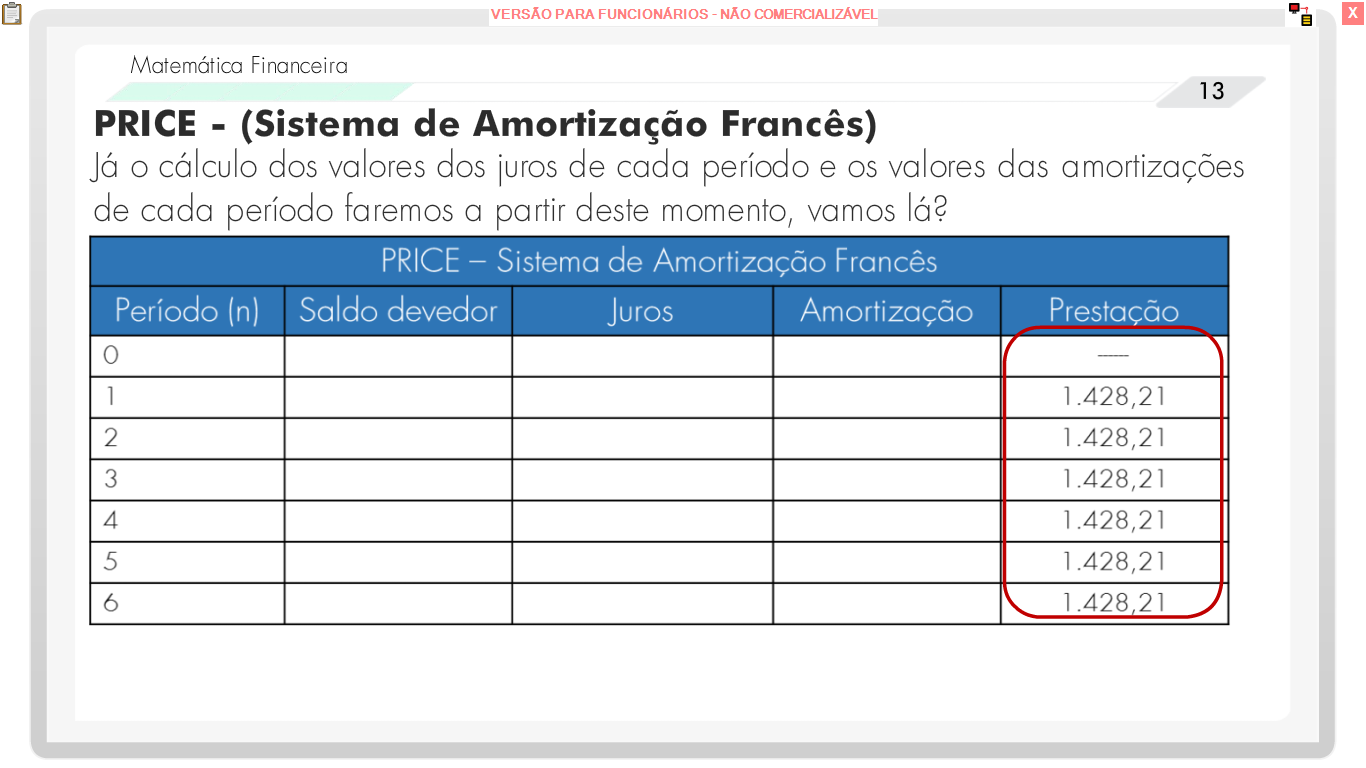 VERSÃO PARA FUNCIONÁRIOS - NÃO COMERCIALIZÁVEL
X
Matemática Financeira
13
PRICE - (Sistema de Amortização Francês)
Já o cálculo dos valores dos juros de cada período e os valores das amortizações
de cada período faremos a partir deste momento, vamos lá?
PRICE – Sistema de Amortização Francês
Período (n) Saldo devedor Juros Amortização Prestação
0 -----
1 1.428,21
2 1.428,21
3 1.428,21
4 1.428,21
5 1.428,21
6 1.428,21